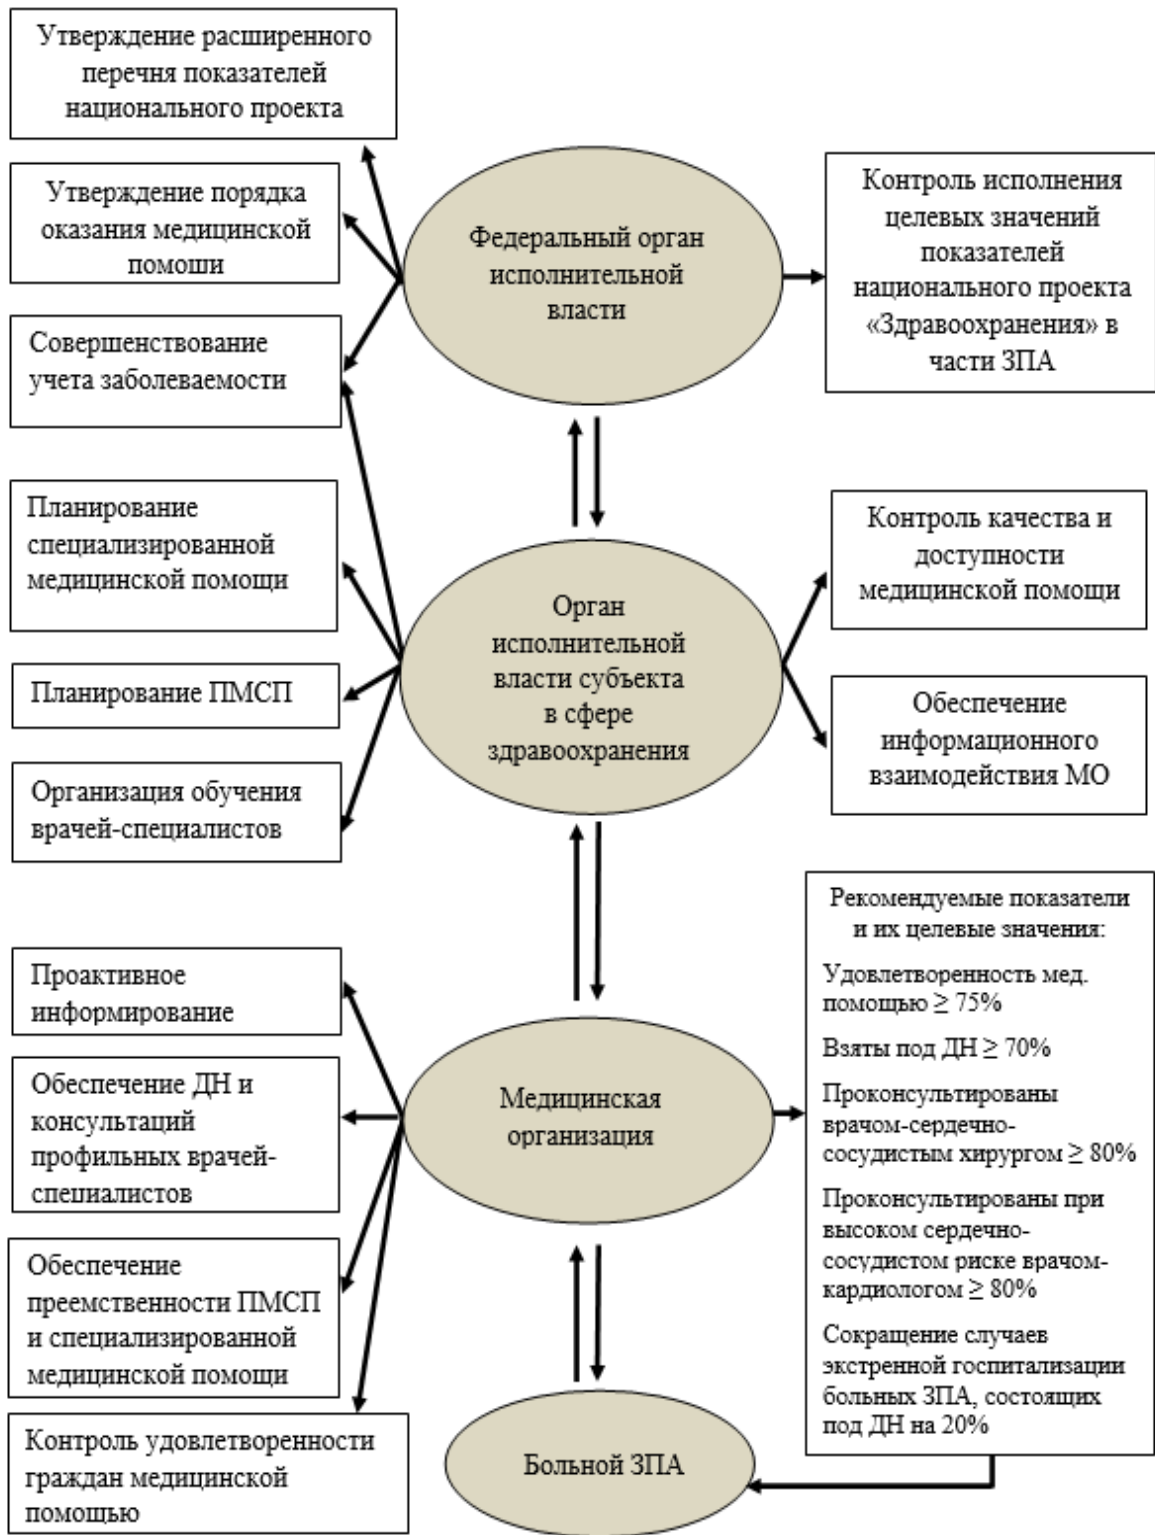 Утверждение расширенного
перечня показателей
национального проекта
Утверждение порядка
оказания медицинской
помоши
Совершенствование
учета заболеваемости
Федеральный орган
исполнительной
власти
Контроль исполнения
целевых значений
показателей
национального проекта
«Здравоохранения» в
части ЗПА
Планирование
специализированной
медицинской помощи
Планирование ПМСП
Организация обучения
врачей-специалистов
Орган
исполнительной
власти субъекта
в сфере
здравоохранения
Контроль качества и
доступности
медицинской помощи
Обеспечение
информационного
взаимодействия МО
Проактивное
информирование
Обеспечение ДН и
консультаций
профильных врачей-
специалистов
Обеспечение
преемственности ПМСП
и специализированной
медицинской помощи
Контроль удовлетворенности
граждан медицинской
помощью
Медицинская
организация
Рекомендуемые показатели
и их целевые значения:
Удовлетворенность мед.
помощью ≥ 75%
Взяты под ДН ≥ 70%
Проконсультированы
врачом-сердечно-
сосудистым хирургом ≥ 80%
Проконсультированы при
высоком сердечно-
сосудистом риске врачом-
кардиологом ≥ 80%
Сокращение случаев
экстренной госпитализации
больных ЗПА, состоящих
под ДН на 20%
Больной ЗПА